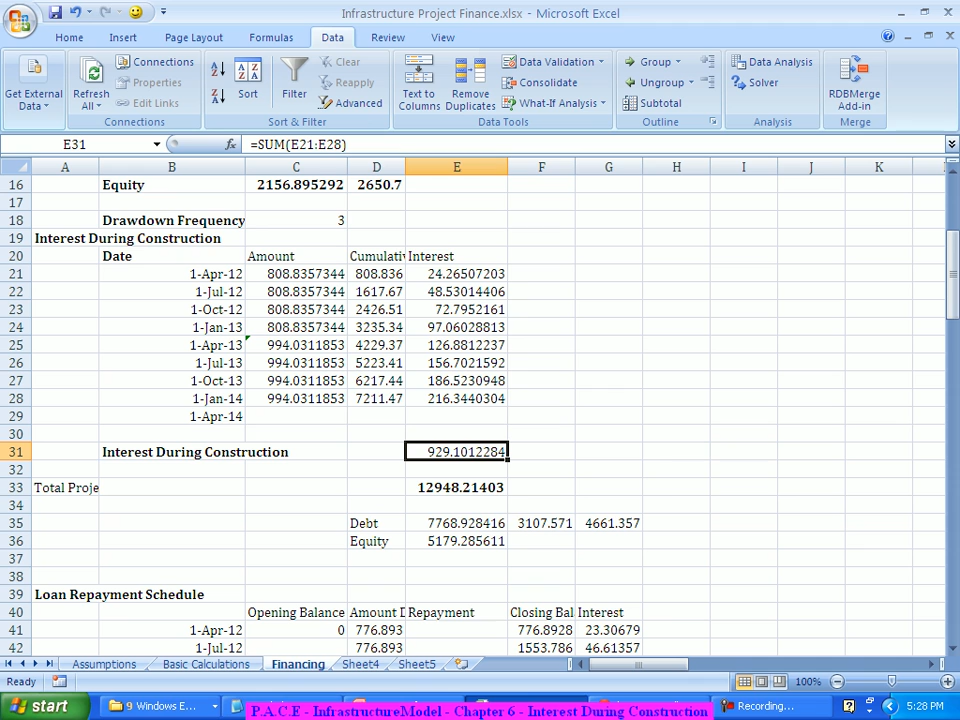 Infrastructure Project Finance.xlsx - Microsoft Excel
Home Insert Page Layout Formulas Data Review View
Get External Data
Refresh All
Connections
Properties
Edit Links
Connections
Sort
Filter
Clear
Reapply
Advanced
Sort & Filter
Text to Columns
Remove Duplicates
Data Validation
Consolidate
What-If Analysis
Data Tools
Group
Ungroup
Subtotal
Outline
Data Analysis
Solver
Analysis
RDBMerge Add-in
Merge
E31 fx =SUM(E21:E28)
A B C D E F G H I J K
16 Equity 2156.895292 2650.7
17
18 Drawdown Frequency 3
19 Interest During Construction
20 Date Amount Cumulativ Interest
21 1-Apr-12 808.8357344 808.836 24.26507203
22 1-Jul-12 808.8357344 1617.67 48.53014406
23 1-Oct-12 808.8357344 2426.51 72.7952161
24 1-Jan-13 808.8357344 3235.34 97.06028813
25 1-Apr-13 994.0311853 4229.37 126.8812237
26 1-Jul-13 994.0311853 5223.41 156.7021592
27 1-Oct-13 994.0311853 6217.44 186.5230948
28 1-Jan-14 994.0311853 7211.47 216.3440304
29 1-Apr-14
30
31 Interest During Construction 929.1012284
32
33 Total Proje 12948.21403
34
35 Debt 7768.928416 3107.571 4661.357
36 Equity 5179.285611
37
38
39 Loan Repayment Schedule
40 Opening Balance Amount D Repayment Closing Bal Interest
41 1-Apr-12 0 776.893 776.8928 23.30679
42 1-Jul-12 776.893 1553.786 46.61357
Assumptions Basic Calculations Financing Sheet4 Sheet5
Ready 100%
start 9 Windows E... P.A.C.E - InfrastructureModel - Chapter 6 - Interest During Construction Recording... 5:28 PM